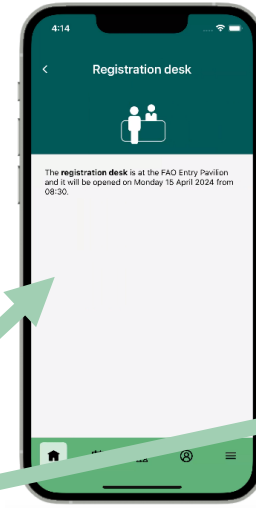 4:14
Registration desk
The registration desk is at the FAO Entry Pavilion
and it will be opened on Monday 15 April 2024 from
08:30.